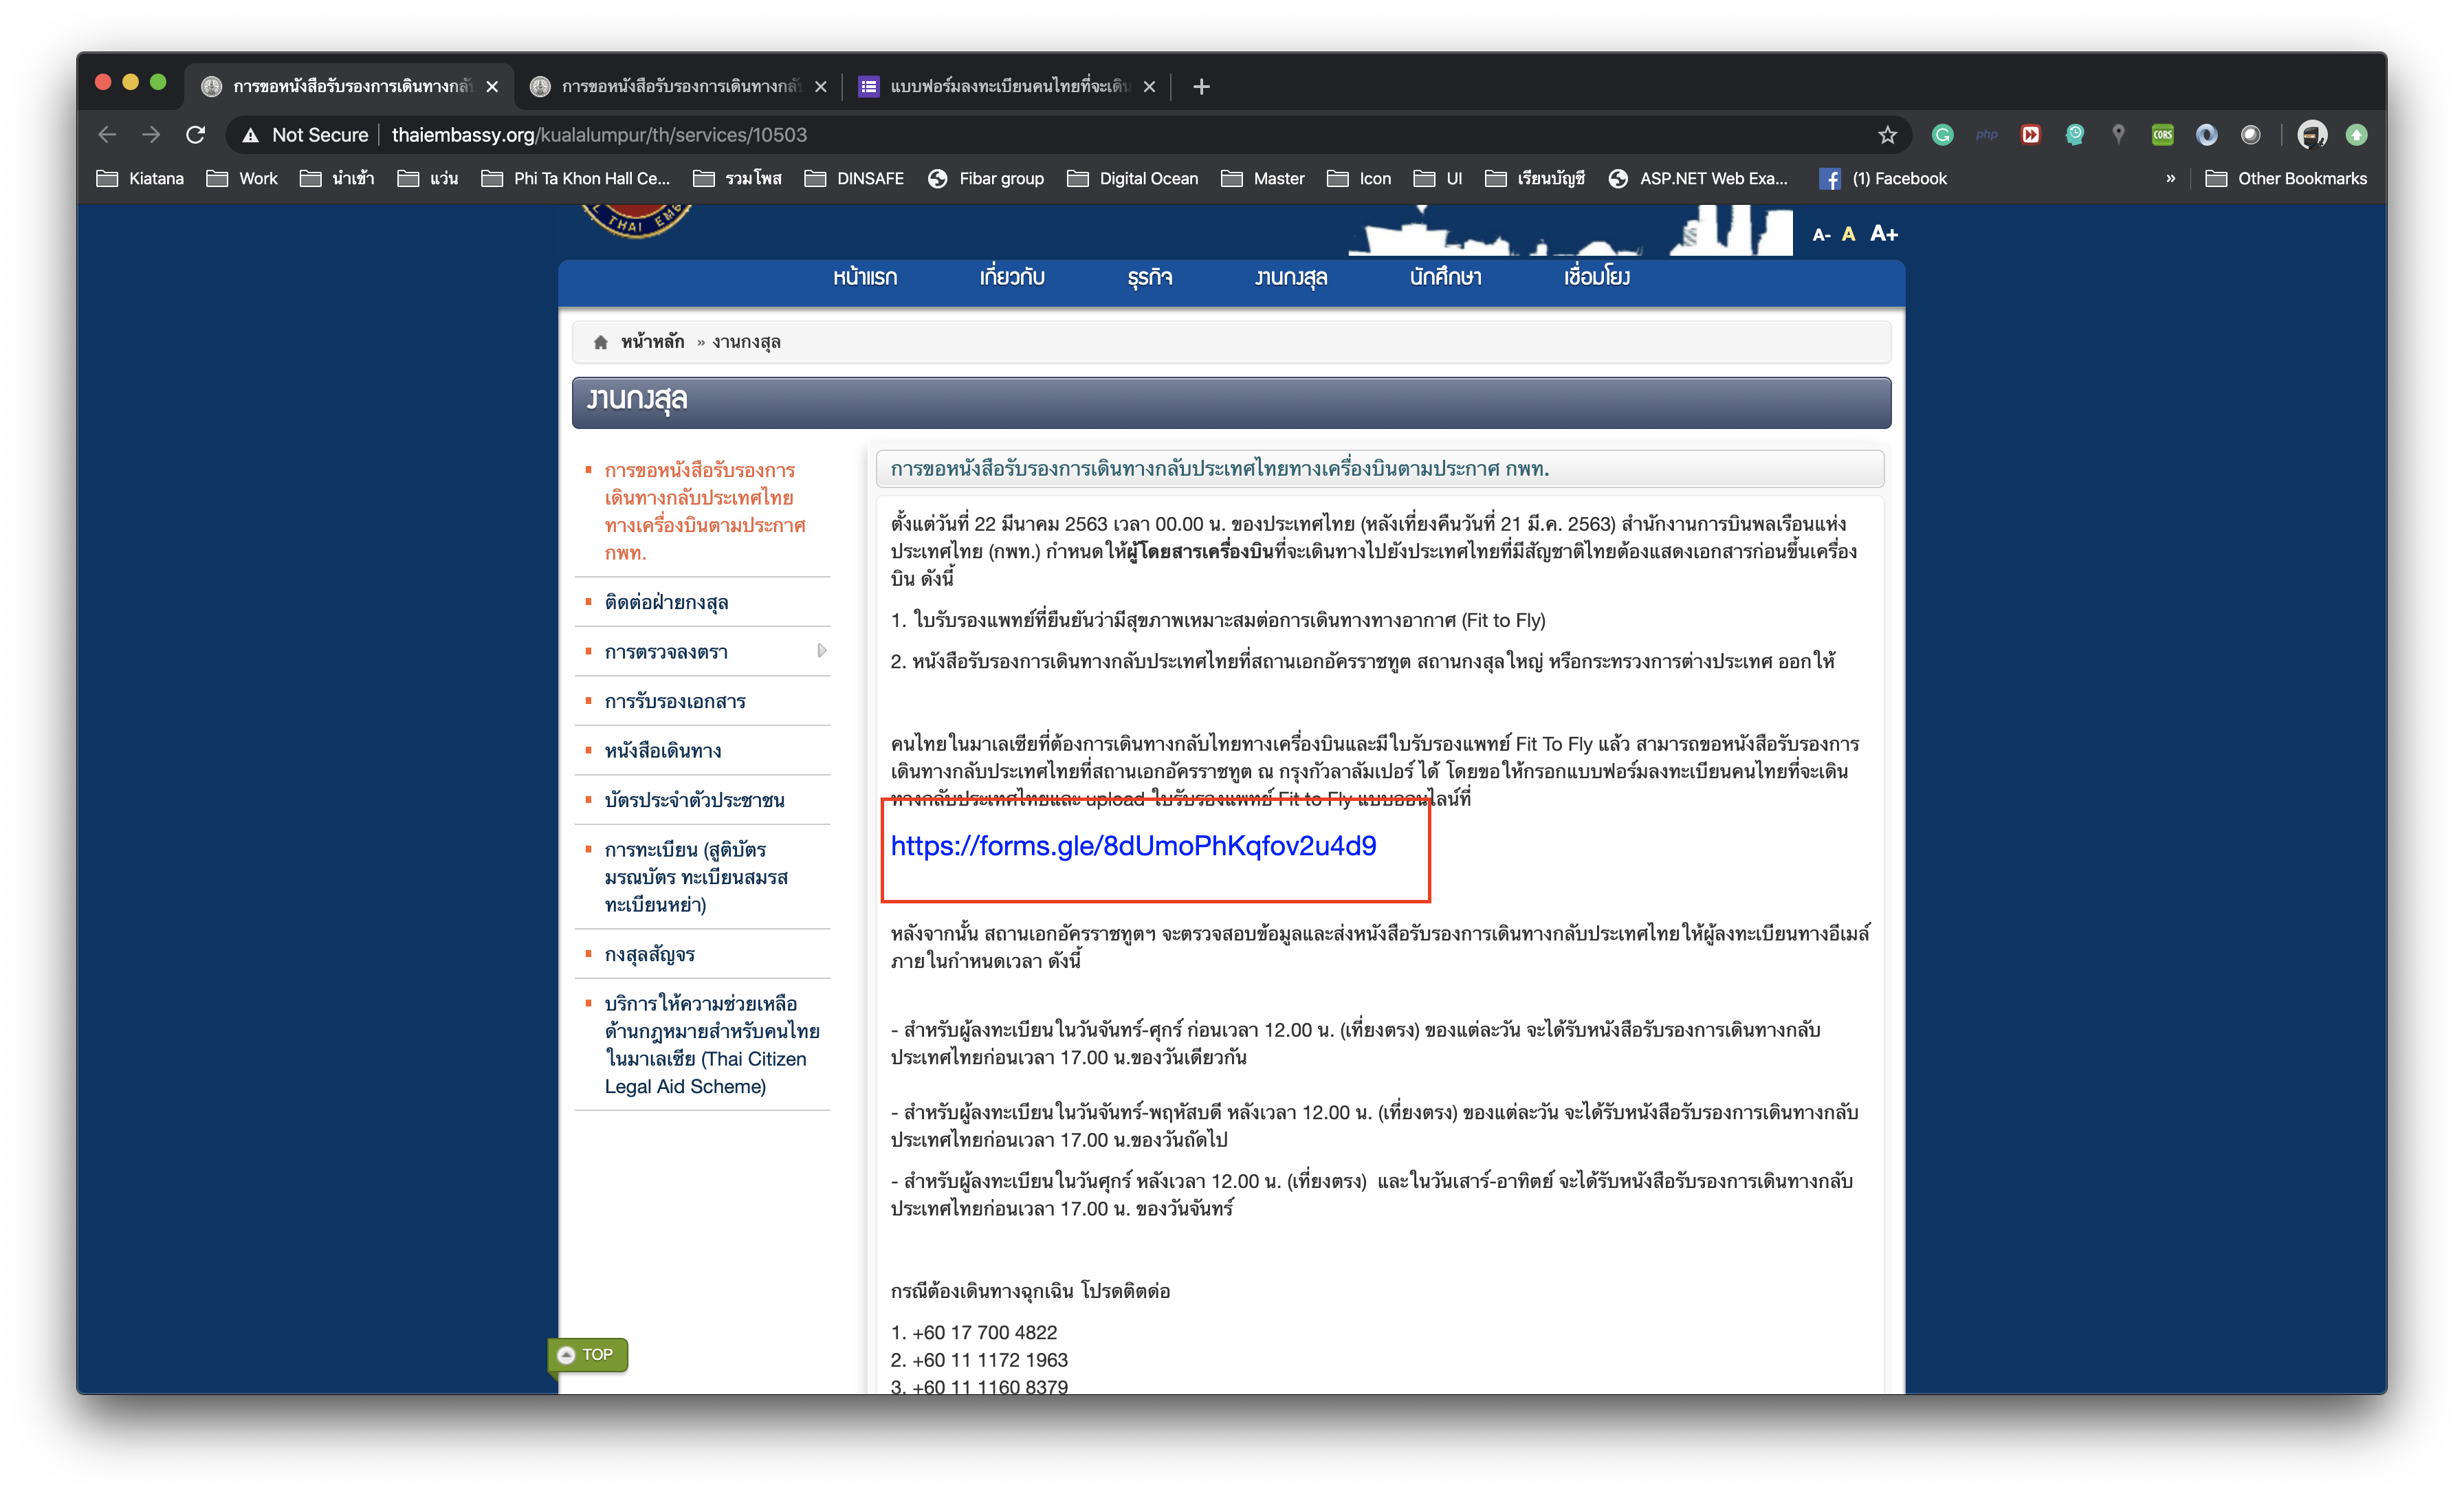 การขอหนังสือรับรองการเดินทางกลับ
การขอหนังสือรับรองการเดินทางกลับ
แบบฟอร์มลงทะเบียนคนไทยที่จะเดิน
Not Secure
thaiembassy.org/kualalumpur/th/services/10503
php
CORS
Kiatana
Work
นำเข้า
แว่น
Phi Ta Khon Hall Ce...
รวมโพส
DINSAFE
Fibar group
Digital Ocean
Master
Icon
UI
เรียนบัญชี
ASP.NET Web Exa...
(1) Facebook
»
Other Bookmarks
THAI
A- A A+
หน้าแรก
เกี่ยวกับ
ธุรกิจ
งานกงสุล
นักศึกษา
เชื่อมโยง
หน้าหลัก » งานกงสุล
งานกงสุล
การขอหนังสือรับรองการ
เดินทางกลับประเทศไทย
ทางเครื่องบินตามประกาศ
กพท.
ติดต่อฝ่ายกงสุล
การตรวจลงตรา
การรับรองเอกสาร
หนังสือเดินทาง
บัตรประจำตัวประชาชน
การทะเบียน (สูติบัตร
มรณบัตร ทะเบียนสมรส
ทะเบียนหย่า)
กงสุลสัญจร
บริการให้ความช่วยเหลือ
ด้านกฎหมายสำหรับคนไทย
ในมาเลเซีย (Thai Citizen
Legal Aid Scheme)
การขอหนังสือรับรองการเดินทางกลับประเทศไทยทางเครื่องบินตามประกาศ กพท.
ตั้งแต่วันที่ 22 มีนาคม 2563 เวลา 00.00 น. ของประเทศไทย (หลังเที่ยงคืนวันที่ 21 มี.ค. 2563) สำนักงานการบินพลเรือนแห่ง
ประเทศไทย (กพท.) กำหนดให้ผู้โดยสารเครื่องบินที่จะเดินทางไปยังประเทศไทยที่มีสัญชาติไทยต้องแสดงเอกสารก่อนขึ้นเครื่อง
บิน ดังนี้
1. ใบรับรองแพทย์ที่ยืนยันว่ามีสุขภาพเหมาะสมต่อการเดินทางทางอากาศ (Fit to Fly)
2. หนังสือรับรองการเดินทางกลับประเทศไทยที่สถานเอกอัครราชทูต สถานกงสุลใหญ่ หรือกระทรวงการต่างประเทศ ออกให้
คนไทยในมาเลเซียที่ต้องการเดินทางกลับไทยทางเครื่องบินและมีใบรับรองแพทย์ Fit To Fly แล้ว สามารถขอหนังสือรับรองการ
เดินทางกลับประเทศไทยที่สถานเอกอัครราชทูต ณ กรุงกัวลาลัมเปอร์ได้ โดยขอให้กรอกแบบฟอร์มลงทะเบียนคนไทยที่จะเดิน
ทางกลับประเทศไทยและ upload ใบรับรองแพทย์ Fit to Fly แบบออนไลน์ที่
https://forms.gle/8dUmoPhKqfov2u4d9
หลังจากนั้น สถานเอกอัครราชทูตฯ จะตรวจสอบข้อมูลและส่งหนังสือรับรองการเดินทางกลับประเทศไทยให้ผู้ลงทะเบียนทางอีเมล์
ภายในกำหนดเวลา ดังนี้
- สำหรับผู้ลงทะเบียนในวันจันทร์-ศุกร์ ก่อนเวลา 12.00 น. (เที่ยงตรง) ของแต่ละวัน จะได้รับหนังสือรับรองการเดินทางกลับ
ประเทศไทยก่อนเวลา 17.00 น.ของวันเดียวกัน
- สำหรับผู้ลงทะเบียนในวันจันทร์-พฤหัสบดี หลังเวลา 12.00 น. (เที่ยงตรง) ของแต่ละวัน จะได้รับหนังสือรับรองการเดินทางกลับ
ประเทศไทยก่อนเวลา 17.00 น.ของวันถัดไป
- สำหรับผู้ลงทะเบียนในวันศุกร์ หลังเวลา 12.00 น. (เที่ยงตรง) และในวันเสาร์-อาทิตย์ จะได้รับหนังสือรับรองการเดินทางกลับ
ประเทศไทยก่อนเวลา 17.00 น. ของวันจันทร์
กรณีต้องเดินทางฉุกเฉิน โปรดติตต่อ
1. +60 17 700 4822
2. +60 11 1172 1963
3. +60 11 1160 8379
TOP